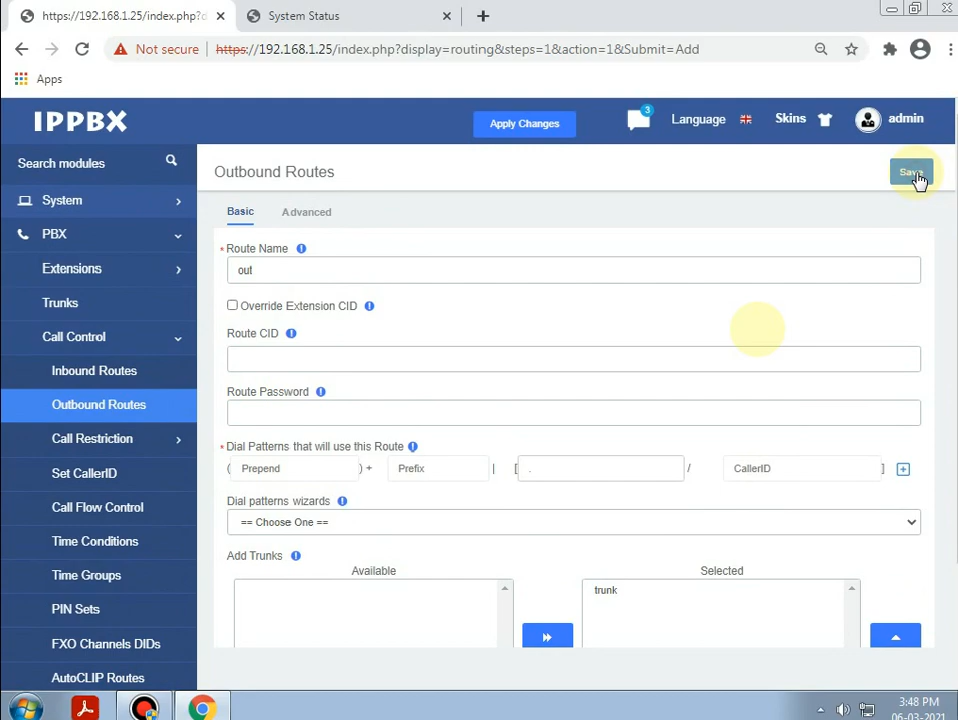 https://192.168.1.25/index.php?d
System Status
Not secure
https://192.168.1.25/index.php?display=routing&steps=1&action=1&Submit=Add
Apps
IPPBX
Apply Changes
3
Language
Skins
admin
Search modules
Outbound Routes
Save
System
Basic
Advanced
PBX
Route Name
Extensions
out
Trunks
Override Extension CID
Call Control
Route CID
Inbound Routes
Outbound Routes
Route Password
Call Restriction
Dial Patterns that will use this Route
Set CallerID
( Prepend ) + Prefix | [ . / CallerID ]
Call Flow Control
Dial patterns wizards
== Choose One ==
Time Conditions
Add Trunks
Time Groups
Available
Selected
trunk
PIN Sets
FXO Channels DIDs
AutoCLIP Routes
3:48 PM
06-03-2021